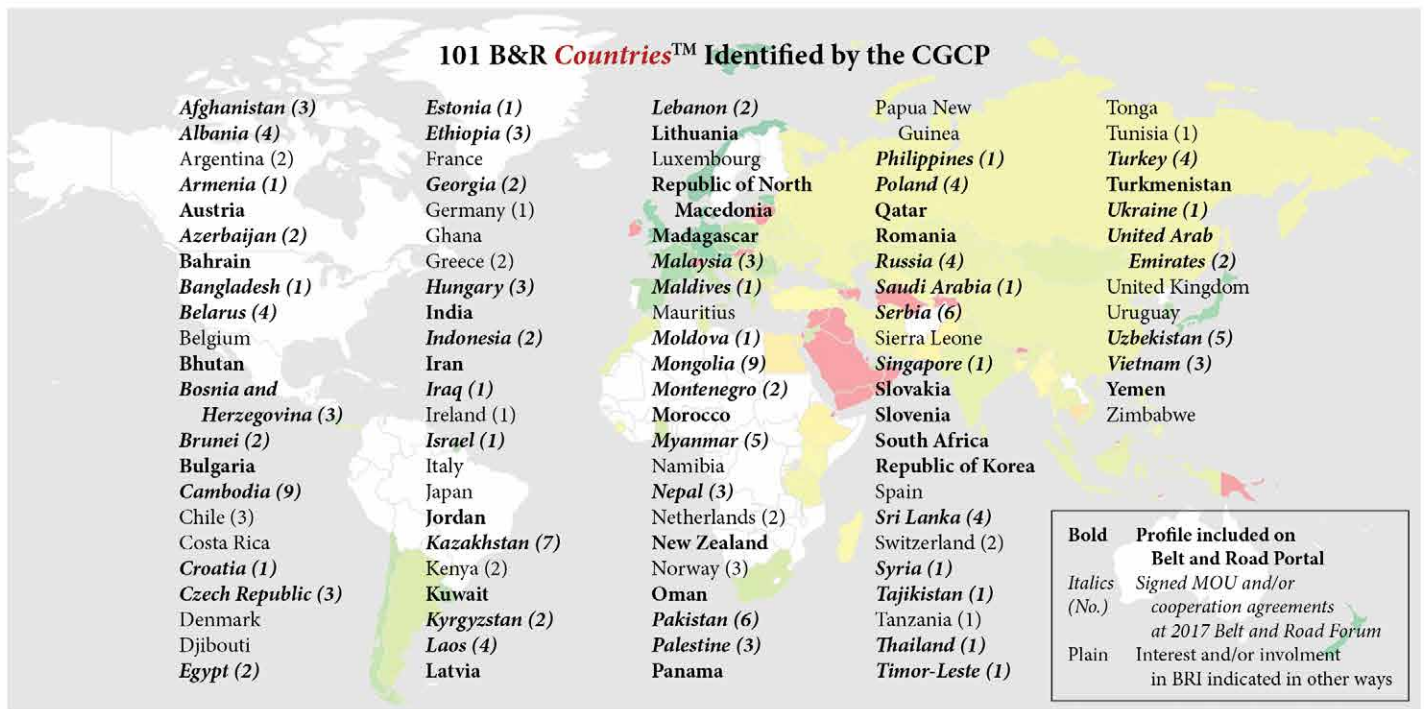 101 B&R Countries™ Identified by the CGCP
Afghanistan (3)
Albania (4)
Argentina (2)
Armenia (1)
Austria
Azerbaijan (2)
Bahrain
Bangladesh (1)
Belarus (4)
Belgium
Bhutan
Bosnia and
Herzegovina (3)
Brunei (2)
Bulgaria
Cambodia (9)
Chile (3)
Costa Rica
Croatia (1)
Czech Republic (3)
Denmark
Djibouti
Egypt (2)
Estonia (1)
Ethiopia (3)
France
Georgia (2)
Germany (1)
Ghana
Greece (2)
Hungary (3)
India
Indonesia (2)
Iran
Iraq (1)
Ireland (1)
Israel (1)
Italy
Japan
Jordan
Kazakhstan (7)
Kenya (2)
Kuwait
Kyrgyzstan (2)
Laos (4)
Latvia
Lebanon (2)
Lithuania
Luxembourg
Republic of North
Macedonia
Madagascar
Malaysia (3)
Maldives (1)
Mauritius
Moldova (1)
Mongolia (9)
Montenegro (2)
Morocco
Myanmar (5)
Namibia
Nepal (3)
Netherlands (2)
New Zealand
Norway (3)
Oman
Pakistan (6)
Palestine (3)
Panama
Papua New
Guinea
Philippines (1)
Poland (4)
Qatar
Romania
Russia (4)
Saudi Arabia (1)
Serbia (6)
Sierra Leone
Singapore (1)
Slovakia
Slovenia
South Africa
Republic of Korea
Spain
Sri Lanka (4)
Switzerland (2)
Syria (1)
Tajikistan (1)
Tanzania (1)
Thailand (1)
Timor-Leste (1)
Tonga
Tunisia (1)
Turkey (4)
Turkmenistan
Ukraine (1)
United Arab
Emirates (2)
United Kingdom
Uruguay
Uzbekistan (5)
Vietnam (3)
Yemen
Zimbabwe
Bold Profile included on
Belt and Road Portal
Italics Signed MOU and/or
(No.) cooperation agreements
at 2017 Belt and Road Forum
Plain Interest and/or involment
in BRI indicated in other ways